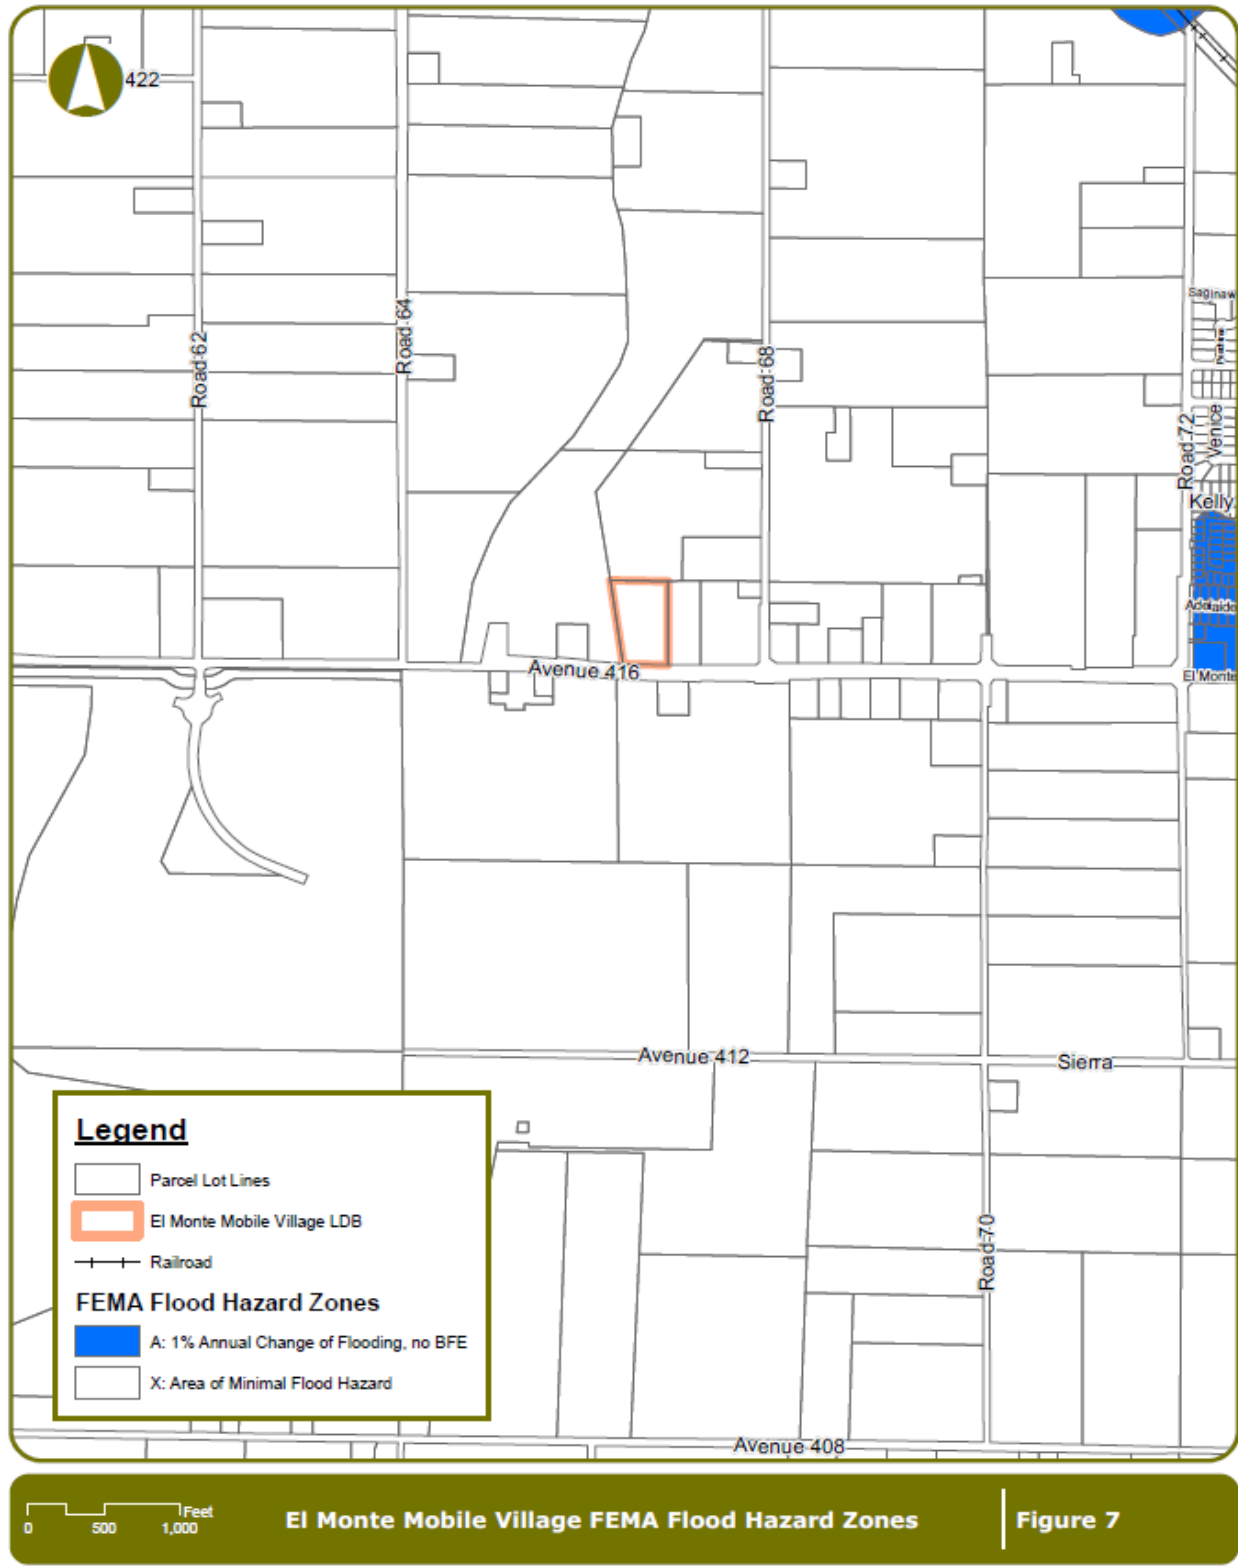 422
Saginaw
Road 64
Road 62
Road 68
Road 72
Venice
Kelly
Adelaide
Avenue 416
El Monte
Avenue 412
Sierra
Road 70
Legend
Parcel Lot Lines
El Monte Mobile Village LDB
Railroad
FEMA Flood Hazard Zones
A: 1% Annual Change of Flooding, no BFE
X: Area of Minimal Flood Hazard
Avenue 408
Feet
0 500 1,000
El Monte Mobile Village FEMA Flood Hazard Zones
Figure 7